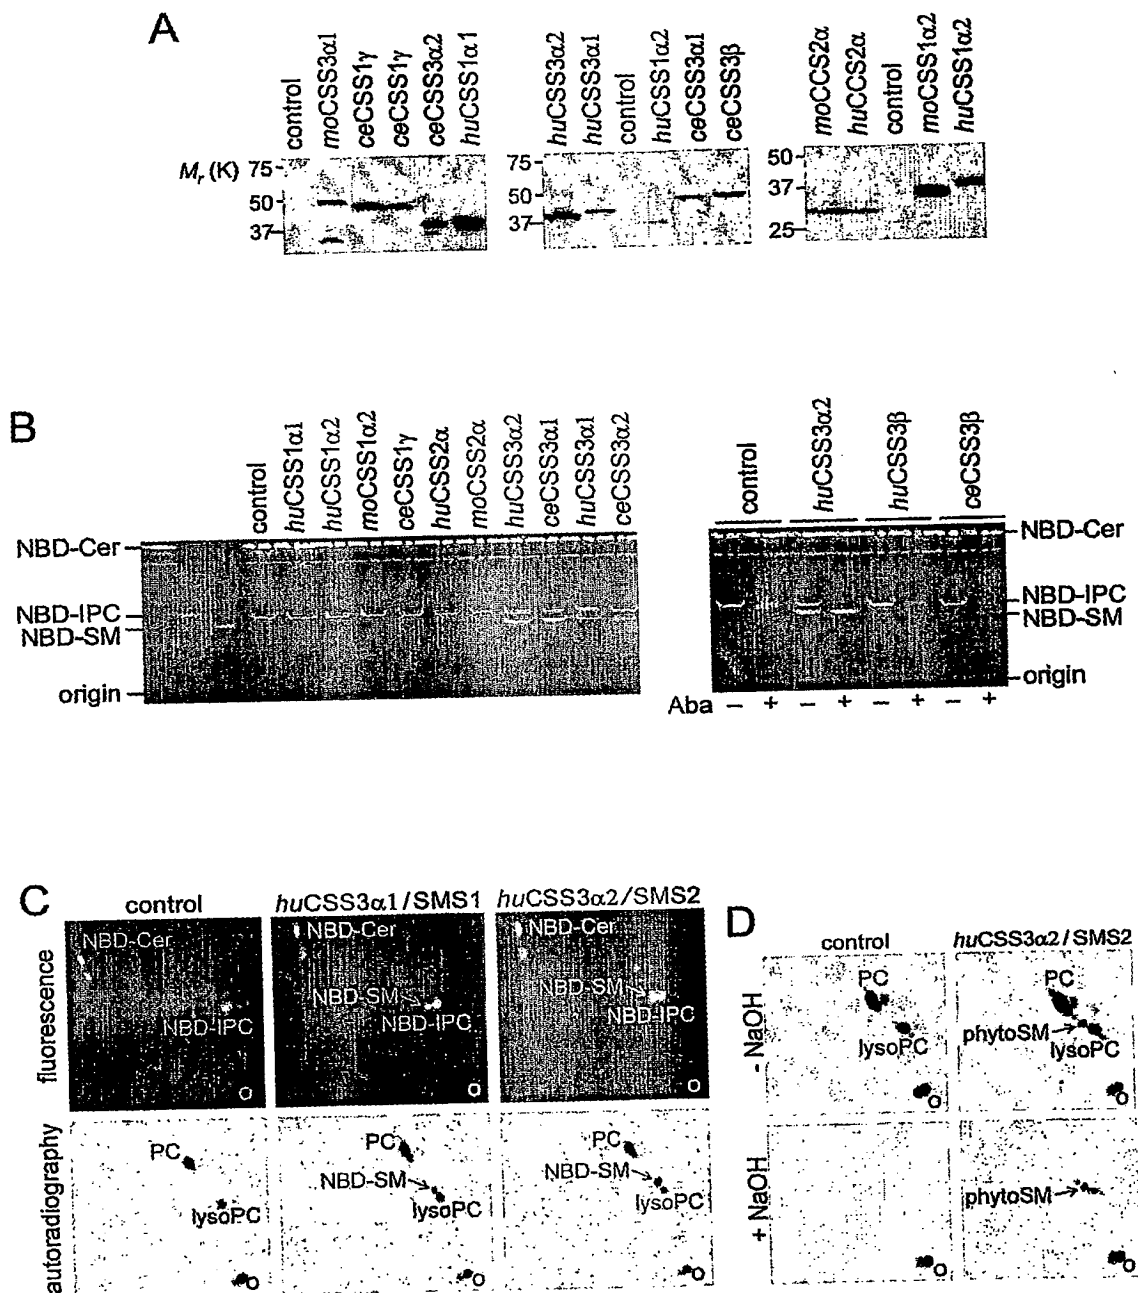 A
control
moCSS3α1
ceCSS1γ
ceCSS1γ
ceCSS3α2
huCSS1α1
huCSS3α2
huCSS3α1
control
huCSS1α2
ceCSS3α1
ceCSS3β
moCCS2α
huCCS2α
control
moCSS1α2
huCSS1α2
Mr (K)
75
50
37
75
50
37
50
37
25
B
control
huCSS1α1
huCSS1α2
moCSS1α2
ceCSS1γ
huCSS2α
moCSS2α
huCSS3α2
ceCSS3α1
huCSS3α1
ceCSS3α2
NBD-Cer
NBD-IPC
NBD-SM
origin
control
huCSS3α2
huCSS3β
ceCSS3β
NBD-Cer
NBD-IPC
NBD-SM
origin
Aba – + – + – + – +
C
control
huCSS3α1/SMS1
huCSS3α2/SMS2
fluorescence
NBD-Cer
NBD-IPC
O
NBD-Cer
NBD-SM
NBD-IPC
O
NBD-Cer
NBD-SM
NBD-IPC
O
autoradiography
PC
lysoPC
O
PC
NBD-SM
lysoPC
O
PC
NBD-SM
lysoPC
O
D
control
huCSS3α2/SMS2
- NaOH
PC
lysoPC
O
PC
phytoSM
lysoPC
O
+ NaOH
O
phytoSM
O